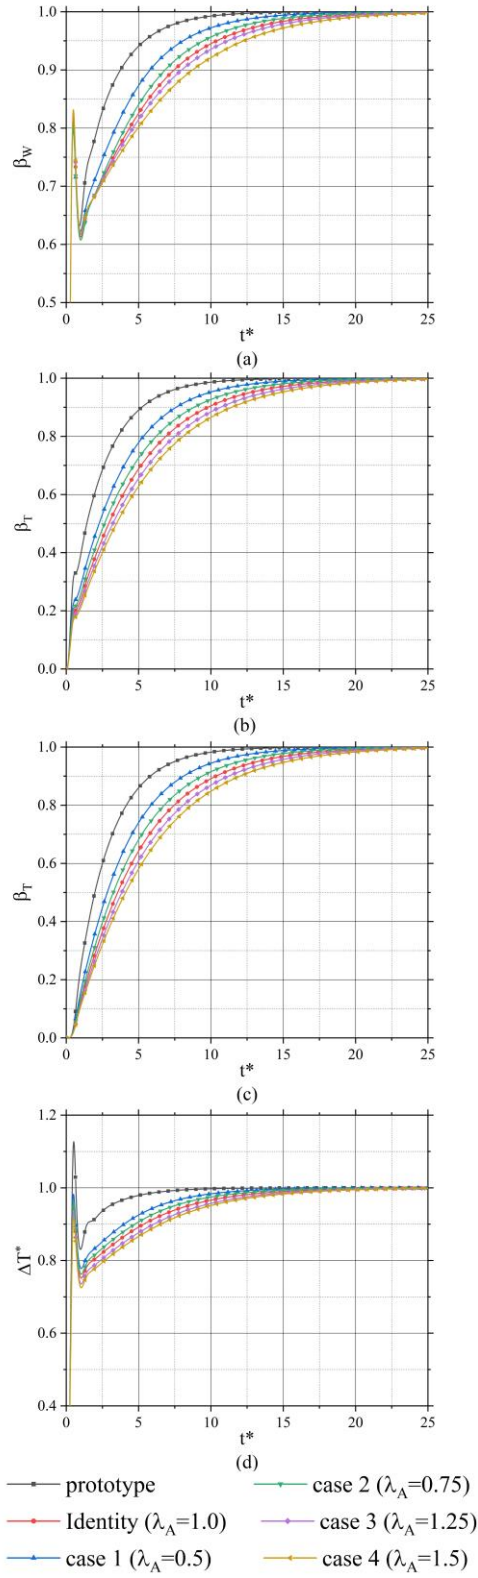 1.0
0.9
0.8
0.7
0.6
0.5
β_W
0 5 10 15 20 25
t*
(a)
1.0
0.8
0.6
0.4
0.2
0.0
β_T
0 5 10 15 20 25
t*
(b)
1.0
0.8
0.6
0.4
0.2
0.0
β_T
0 5 10 15 20 25
t*
(c)
1.2
1.0
0.8
0.6
0.4
ΔT*
0 5 10 15 20 25
t*
(d)
prototype case 2 (λ_A=0.75)
Identity (λ_A=1.0) case 3 (λ_A=1.25)
case 1 (λ_A=0.5) case 4 (λ_A=1.5)